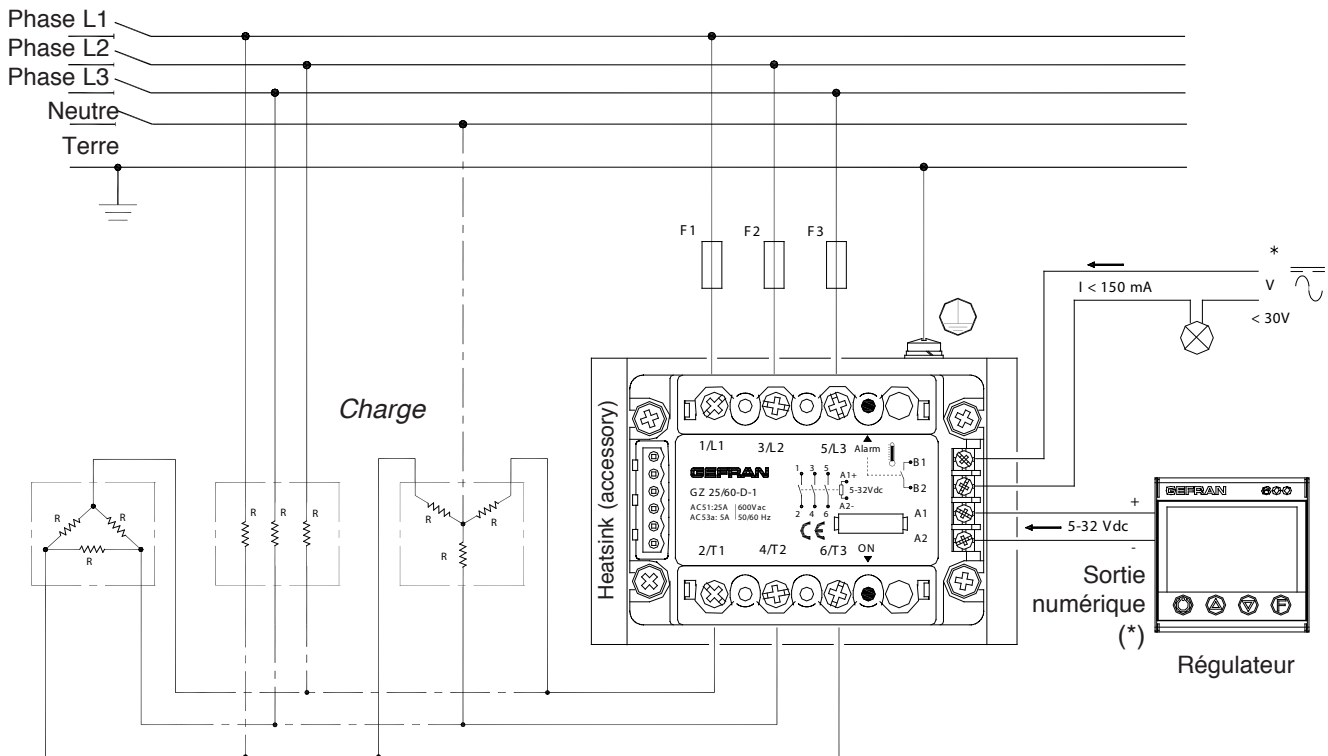 Phase L1
Phase L2
Phase L3
Neutre
Terre
F1 F2 F3
*
I < 150 mA V
< 30V
Charge
Heatsink (accessory)
1/L1 3/L2 5/L3 Alarm
GEFRAN
GZ 25/60-D-1
AC51:25A 600Vac
AC53a: 5A 50/60 Hz
1 3 5
2 4 6
A1+
5-32Vdc
A2-
CE
B1
B2
A1
A2
2/T1 4/T2 6/T3 ON
+
5-32 Vdc
-
Sortie
numérique
(*)
GEFRAN 600
F
Régulateur
R R
R
R R R
R R
R